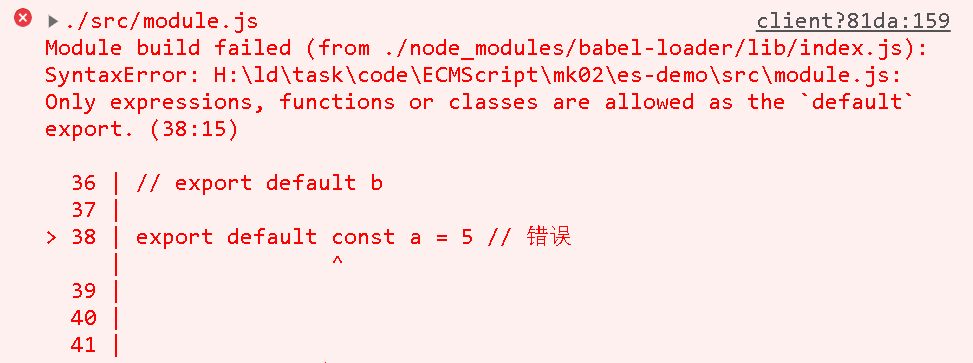 ./src/module.js client?81da:159
Module build failed (from ./node_modules/babel-loader/lib/index.js):
SyntaxError: H:\ld\task\code\ECMScript\mk02\es-demo\src\module.js:
Only expressions, functions or classes are allowed as the `default`
export. (38:15)
36 | // export default b
37 |
> 38 | export default const a = 5 // 错误
| ^
39 |
40 |
41 |